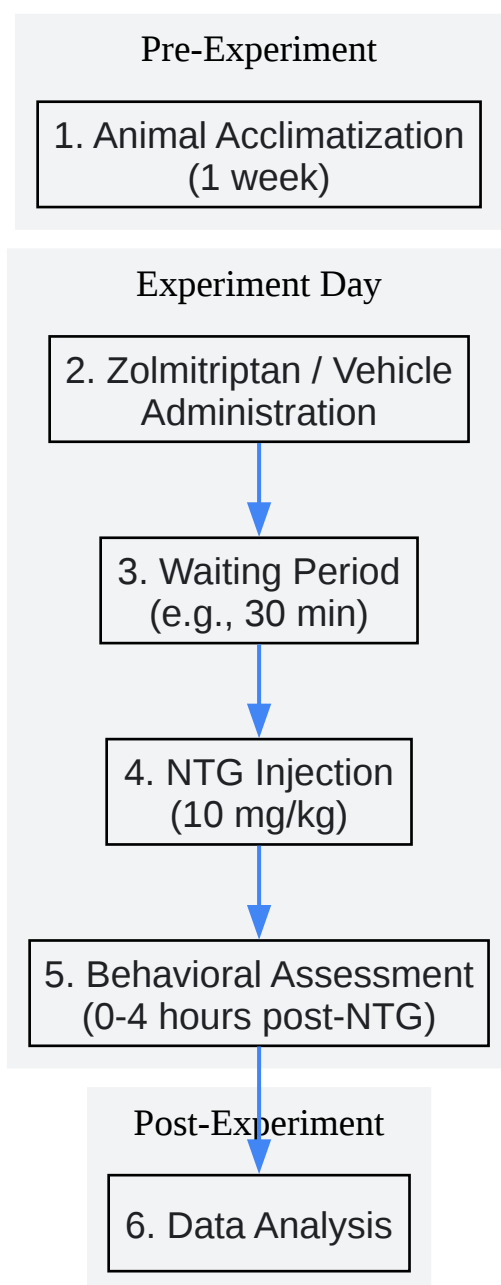 Pre-Experiment
1. Animal Acclimatization
(1 week)
Experiment Day
2. Zolmitriptan / Vehicle
Administration
3. Waiting Period
(e.g., 30 min)
4. NTG Injection
(10 mg/kg)
5. Behavioral Assessment
(0-4 hours post-NTG)
Post-Experiment
6. Data Analysis